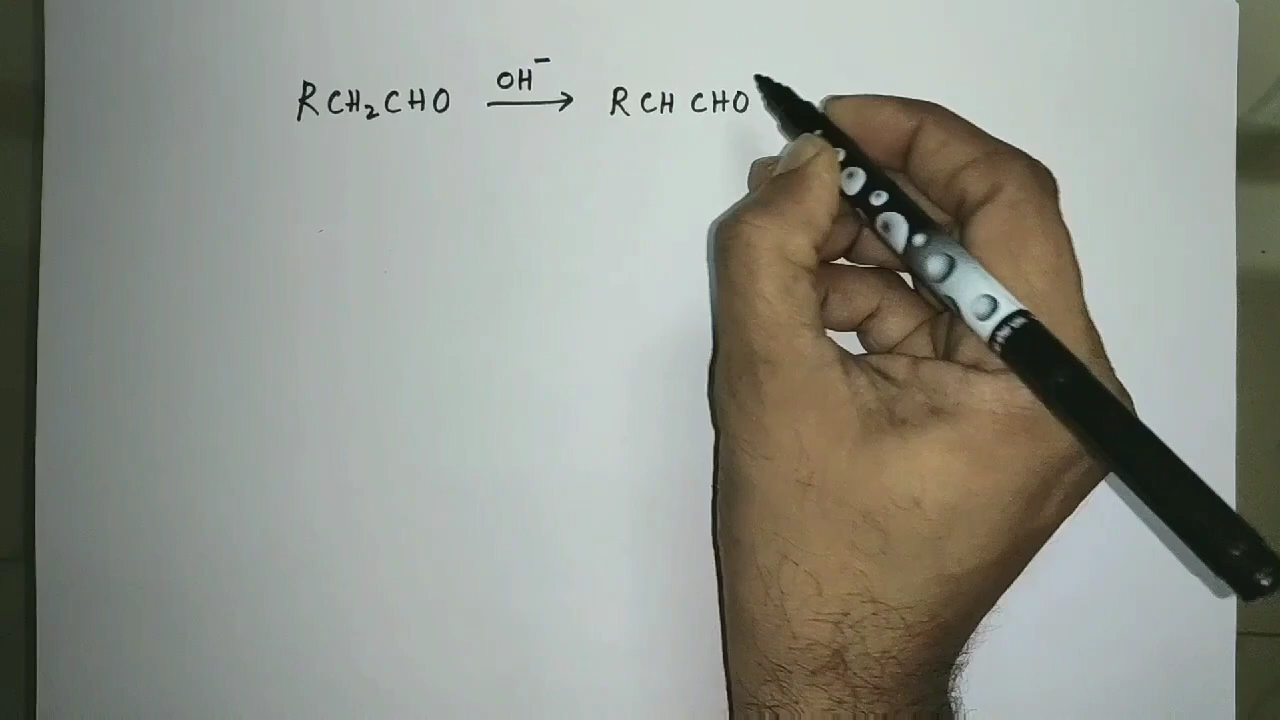 RCH₂CHO OH⁻ → RCH CHO